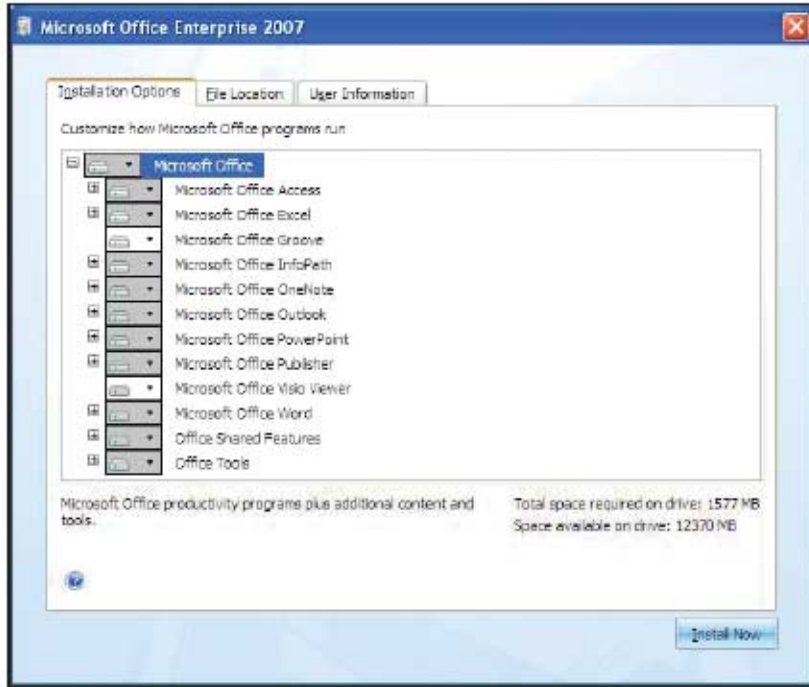 Microsoft Office Enterprise 2007
Installation Options
File Location
User Information
Customize how Microsoft Office programs run
Microsoft Office
Microsoft Office Access
Microsoft Office Excel
Microsoft Office Groove
Microsoft Office InfoPath
Microsoft Office OneNote
Microsoft Office Outlook
Microsoft Office PowerPoint
Microsoft Office Publisher
Microsoft Office Visio Viewer
Microsoft Office Word
Office Shared Features
Office Tools
Microsoft Office productivity programs plus additional content and
tools.
Total space required on drive: 1577 MB
Space available on drive: 12370 MB
Install Now